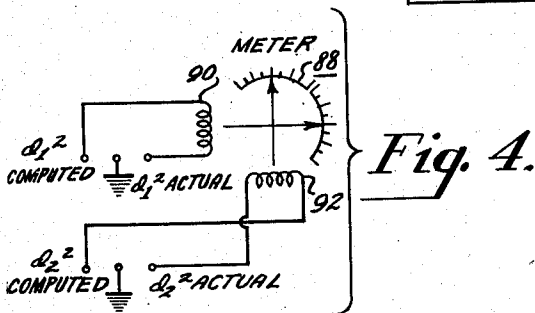 METER
88
90
d₁²
COMPUTED
d₁² ACTUAL
92
d₂²
COMPUTED
d₂² ACTUAL
Fig. 4.